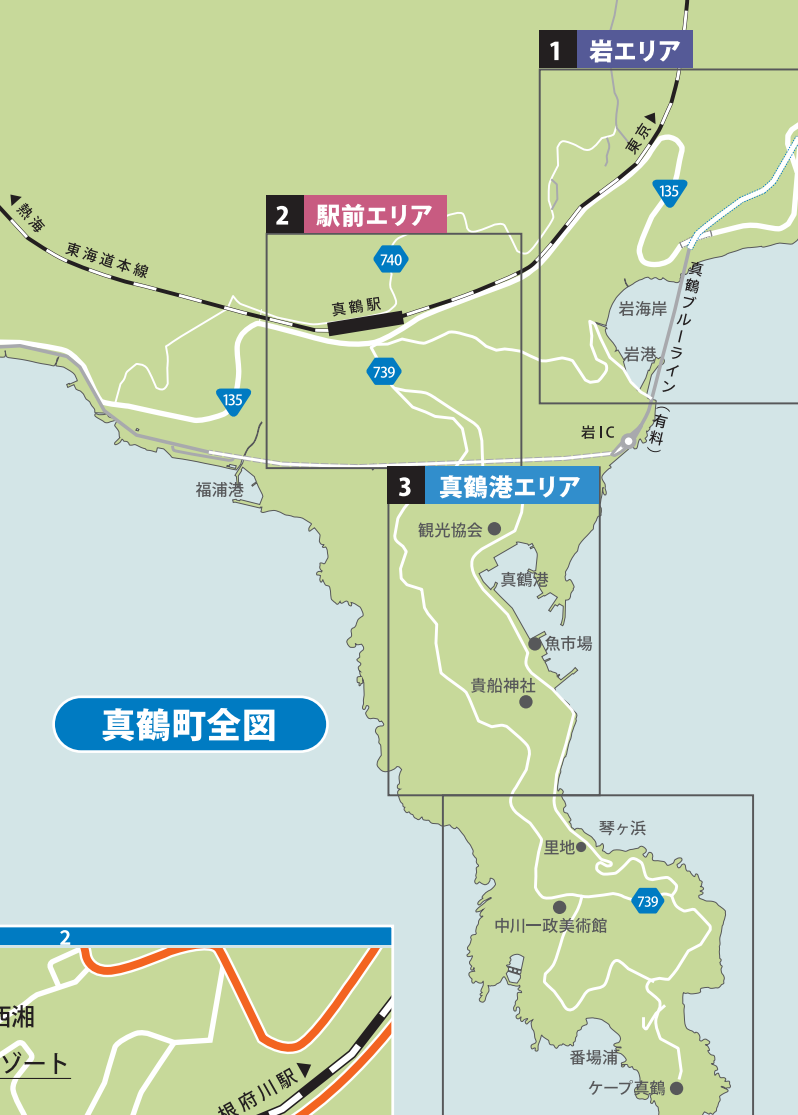 1 岩エリア
東京
135
2 駅前エリア
熱海
東海道本線
740
真鶴駅
真鶴ブルーライン(有料)
岩海岸
岩港
739
135
岩IC
福浦港
3 真鶴港エリア
観光協会
真鶴港
魚市場
貴船神社
真鶴町全図
琴ヶ浜
里地
739
中川一政美術館
2
西湘
ゾート
根府川駅
番場浦
ケープ真鶴